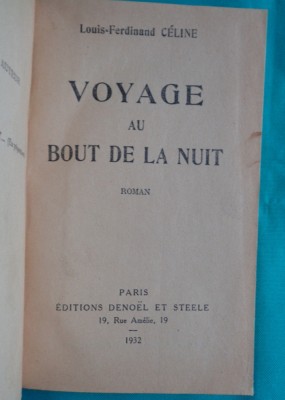 Louis-Ferdinand CÉLINE
VOYAGE
AU
BOUT DE LA NUIT
ROMAN
PARIS
ÉDITIONS DENOËL ET STEELE
19, Rue Amélie, 19
1932